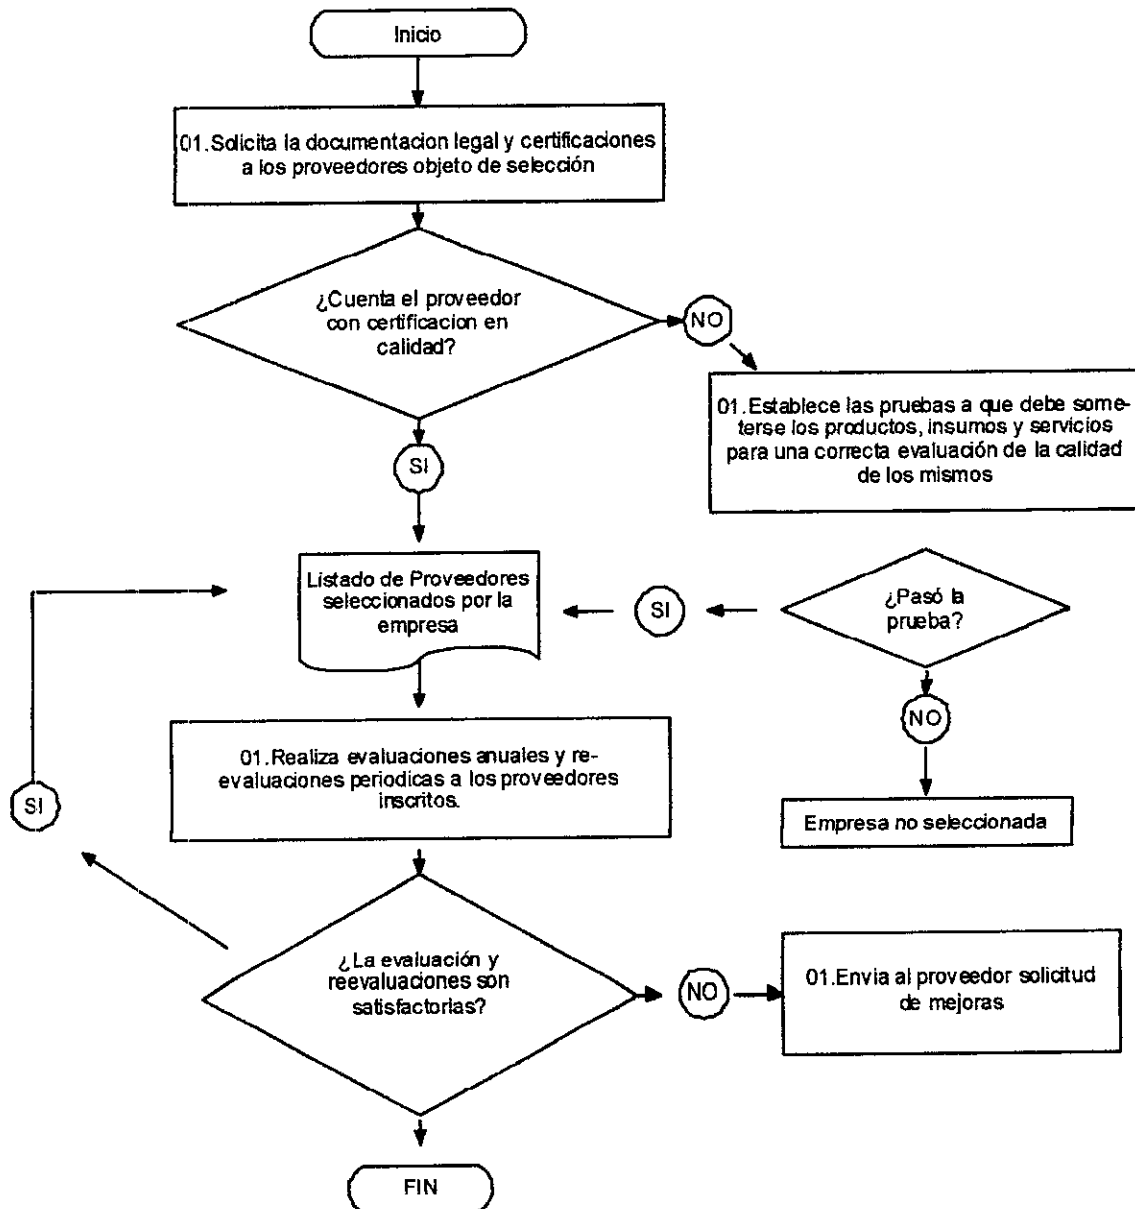 Inicio
01.Solicita la documentacion legal y certificaciones
a los proveedores objeto de selección
¿Cuenta el proveedor
con certificacion en
calidad?
NO
01.Establece las pruebas a que debe some-
terse los productos, insumos y servicios
para una correcta evaluación de la calidad
de los mismos
SI
Listado de Proveedores
seleccionados por la
empresa
SI
¿Pasó la
prueba?
NO
Empresa no seleccionada
01.Realiza evaluaciones anuales y re-
evaluaciones periodicas a los proveedores
inscritos.
SI
¿La evaluación y
reevaluaciones son
satisfactorias?
NO
01.Envia al proveedor solicitud
de mejoras
FIN